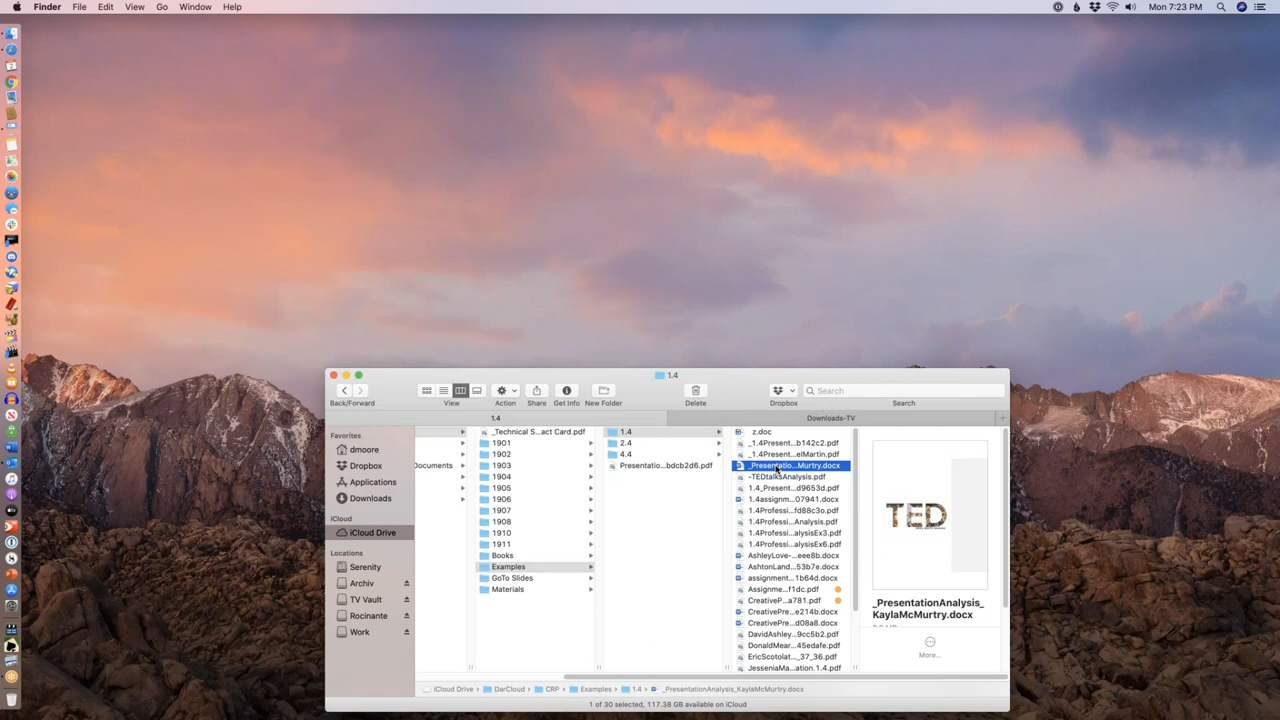 Finder File Edit View Go Window Help
Mon 7:23 PM
1.4
Back/Forward View Action Share Get Info New Folder Delete Dropbox Search
Search
1.4 Downloads-TV
Favorites
dmoore
Dropbox
Applications
Downloads
iCloud
iCloud Drive
Locations
Serenity
Archiv
TV Vault
Rocinante
Work
Documents
_Technical S...act Card.pdf
1901
1902
1903
1904
1905
1906
1907
1908
1910
1911
Books
Examples
GoTo Slides
Materials
1.4
2.4
4.4
Presentatio...bdcb2d6.pdf
z.doc
_1.4Present...b142c2.pdf
_1.4Present...elMartin.pdf
_Presentatio...Murtry.docx
-TEDtalksAnalysis.pdf
1.4_Present...d9653d.pdf
1.4assignm...07941.docx
1.4Professi...fd88c3o.pdf
1.4Profess...Analysis.pdf
1.4Professi...alysisEx3.pdf
1.4Professi...alysisEx6.pdf
AshleyLove-...eee8b.docx
AshtonLand...53b7e.docx
assignment...1b64d.docx
Assignme...f1dc.pdf
CreativeP...a781.pdf
CreativePre...e214b.docx
CreativePre...d08a8.docx
DavidAshley...9cc5b2.pdf
DonaldMear...45edafe.pdf
EricScotolat..._37_36.pdf
JesseniaMa...ation.1.4.pdf
TED
_PresentationAnalysis_
KaylaMcMurtry.docx
More...
iCloud Drive › DarCloud › CRP › Examples › 1.4 › _PresentationAnalysis_KaylaMcMurtry.docx
1 of 30 selected, 117.38 GB available on iCloud